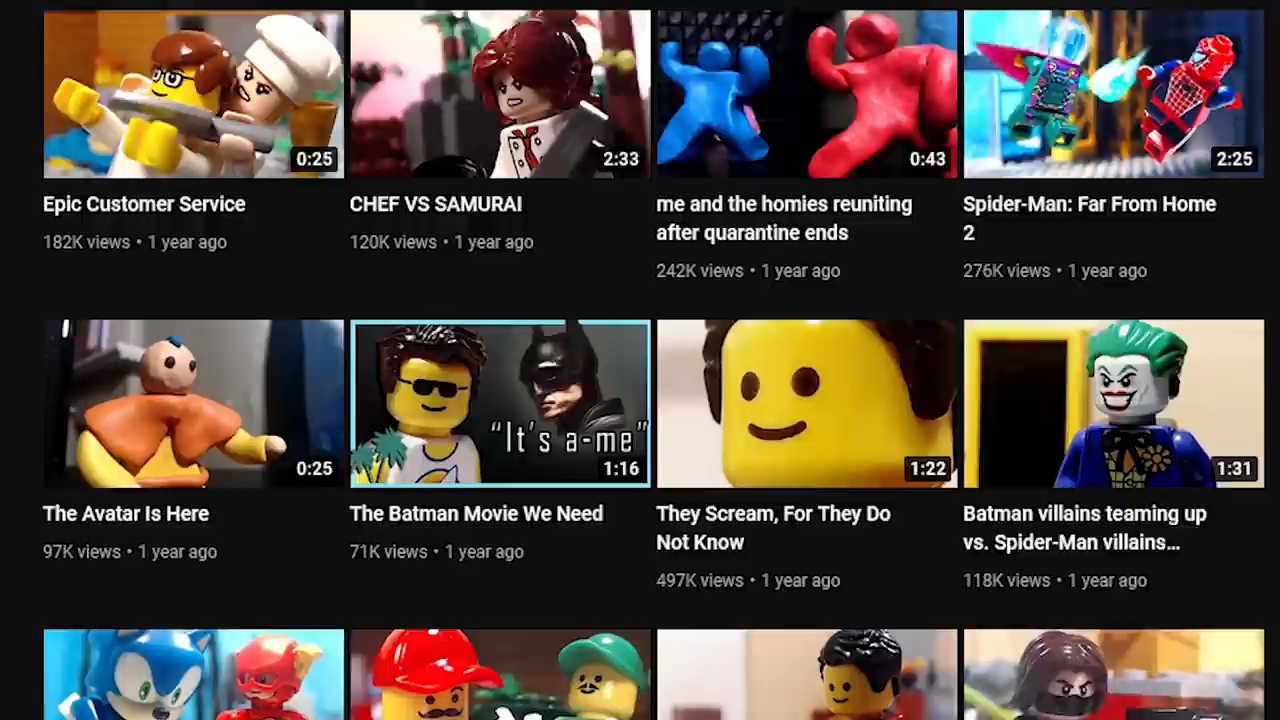 0:25
2:33
0:43
2:25
Epic Customer Service
182K views • 1 year ago
CHEF VS SAMURAI
120K views • 1 year ago
me and the homies reuniting
after quarantine ends
242K views • 1 year ago
Spider-Man: Far From Home
2
276K views • 1 year ago
"It's a-me"
0:25
1:16
1:22
1:31
The Avatar Is Here
97K views • 1 year ago
The Batman Movie We Need
71K views • 1 year ago
They Scream, For They Do
Not Know
497K views • 1 year ago
Batman villains teaming up
vs. Spider-Man villains...
118K views • 1 year ago